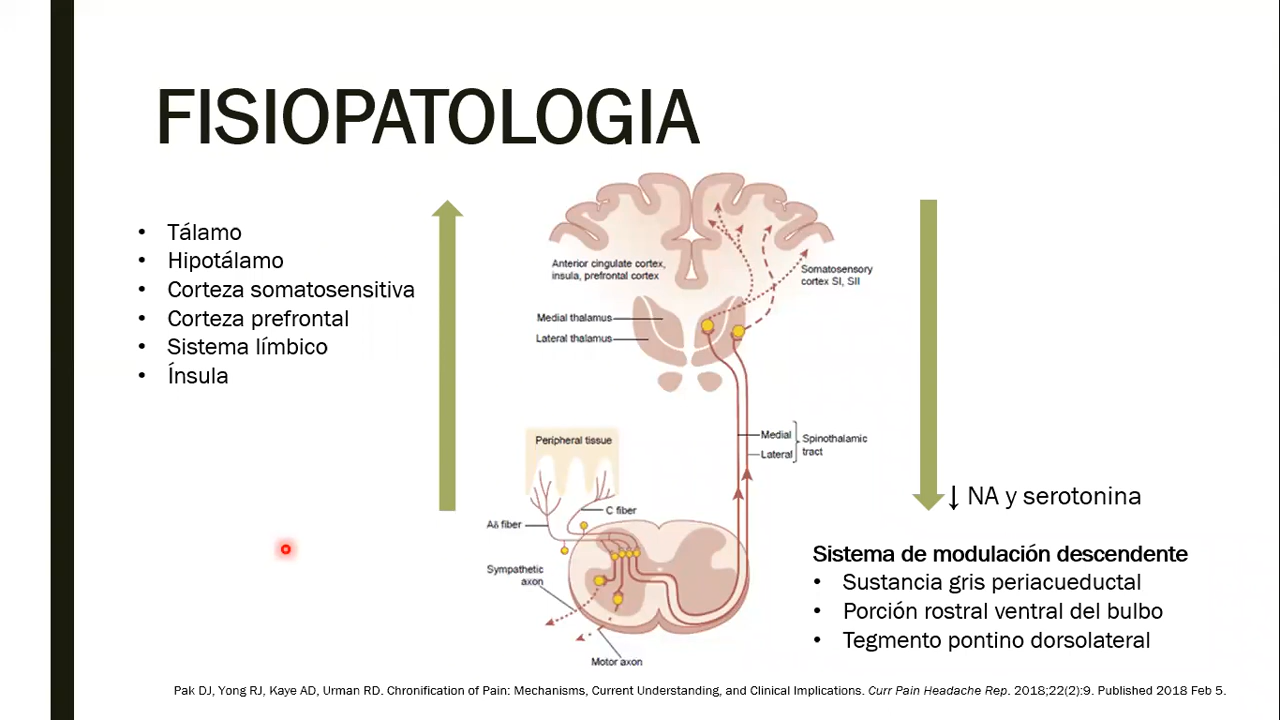 FISIOPATOLOGIA
• Tálamo
• Hipotálamo
• Corteza somatosensitiva
• Corteza prefrontal
• Sistema límbico
• Ínsula
Anterior cingulate cortex,
insula, prefrontal cortex
Somatosensory
cortex SI, SII
Medial thalamus
Lateral thalamus
Peripheral tissue
Medial
Lateral
Spinothalamic
tract
C fiber
Aδ fiber
Sympathetic
axon
Motor axon
↓ NA y serotonina
Sistema de modulación descendente
• Sustancia gris periacueductal
• Porción rostral ventral del bulbo
• Tegmento pontino dorsolateral
Pak DJ, Yong RJ, Kaye AD, Urman RD. Chronification of Pain: Mechanisms, Current Understanding, and Clinical Implications. Curr Pain Headache Rep. 2018;22(2):9. Published 2018 Feb 5.